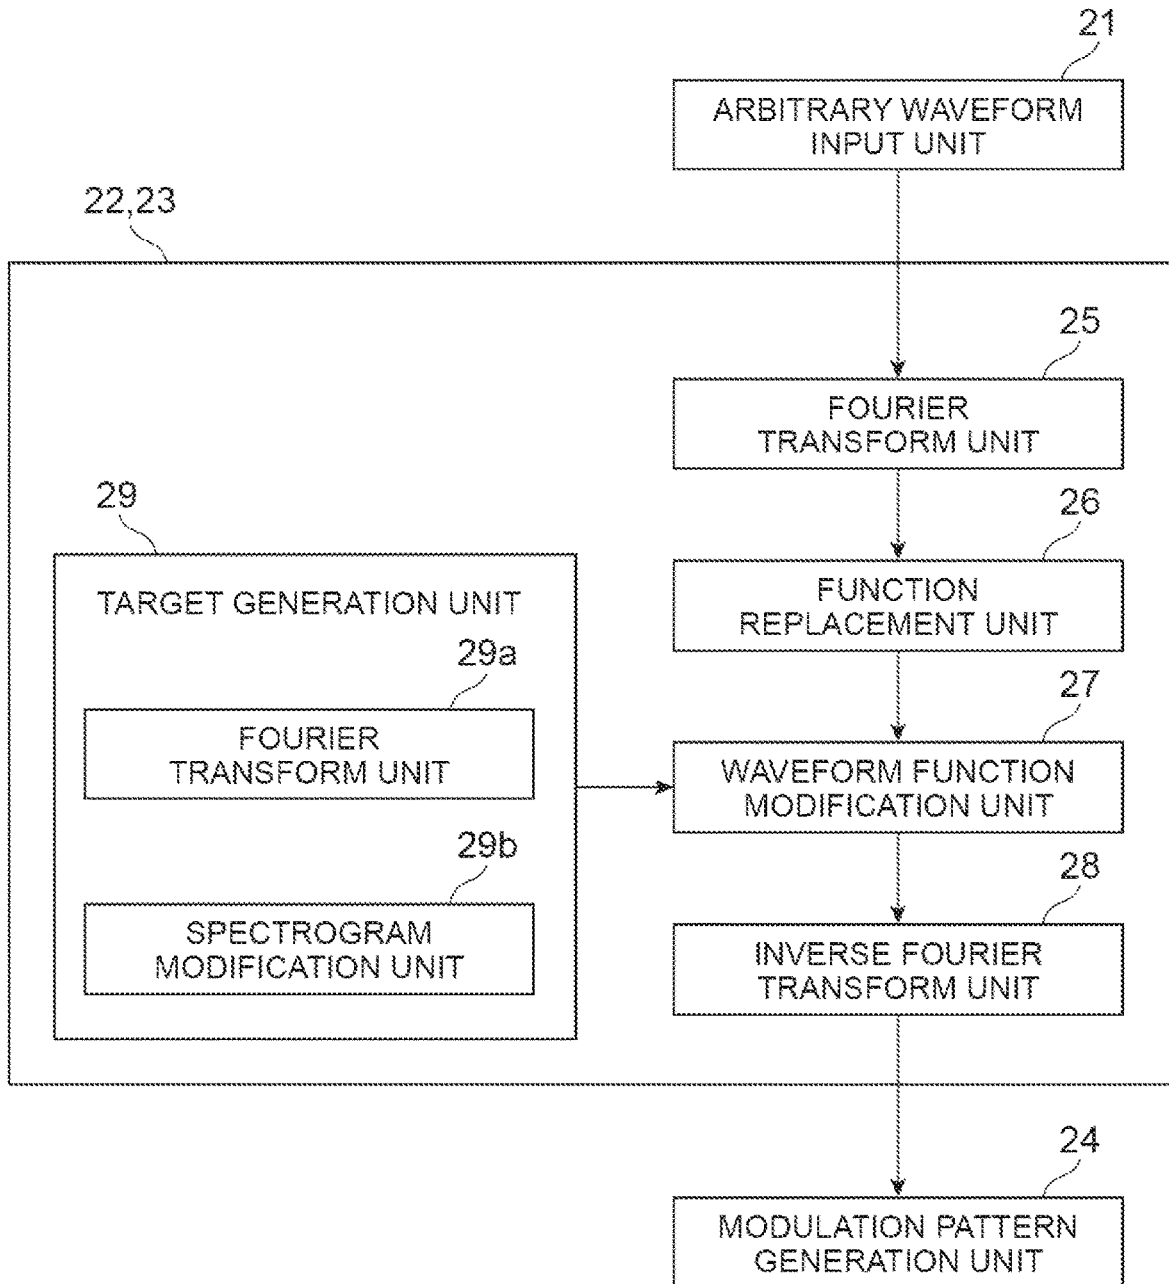 21
ARBITRARY WAVEFORM
INPUT UNIT
22,23
25
FOURIER
TRANSFORM UNIT
29
TARGET GENERATION UNIT
29a
FOURIER
TRANSFORM UNIT
29b
SPECTROGRAM
MODIFICATION UNIT
26
FUNCTION
REPLACEMENT UNIT
27
WAVEFORM FUNCTION
MODIFICATION UNIT
28
INVERSE FOURIER
TRANSFORM UNIT
24
MODULATION PATTERN
GENERATION UNIT